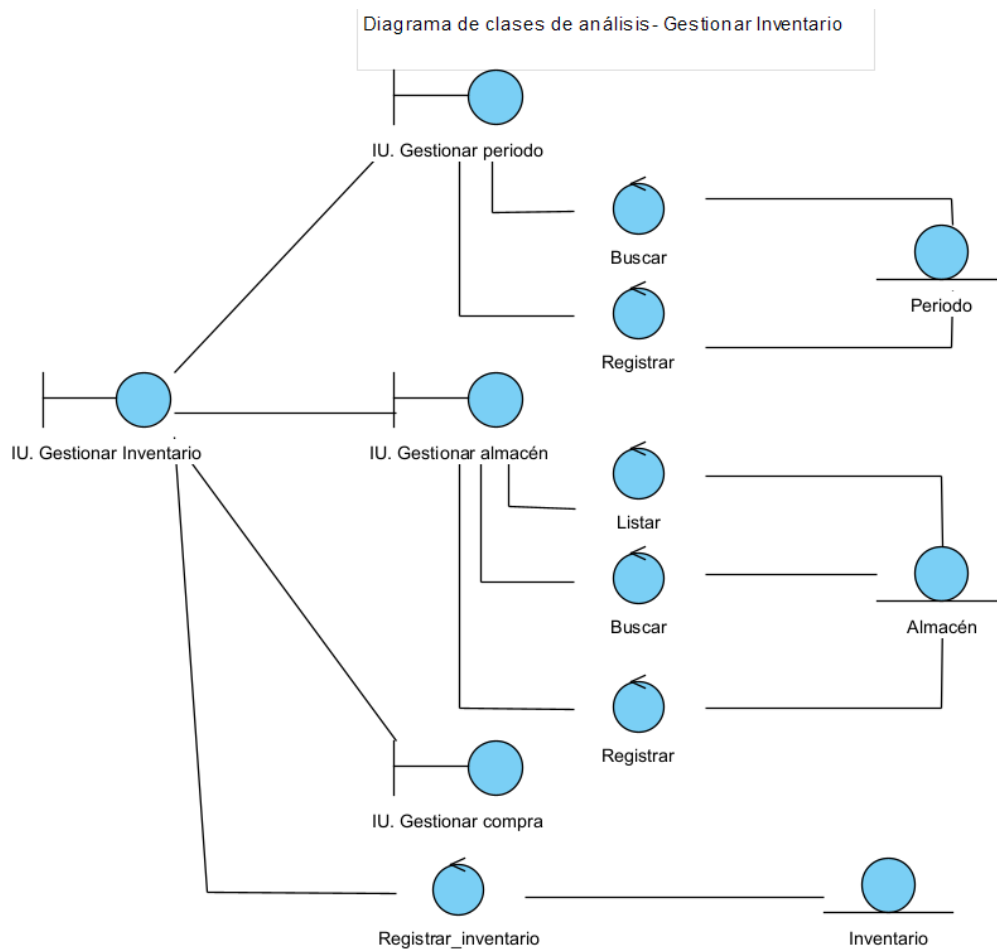 Diagrama de clases de análisis- Gestionar Inventario
IU. Gestionar periodo
Buscar
Periodo
Registrar
IU. Gestionar Inventario
IU. Gestionar almacén
Listar
Buscar
Almacén
Registrar
IU. Gestionar compra
Registrar_inventario
Inventario